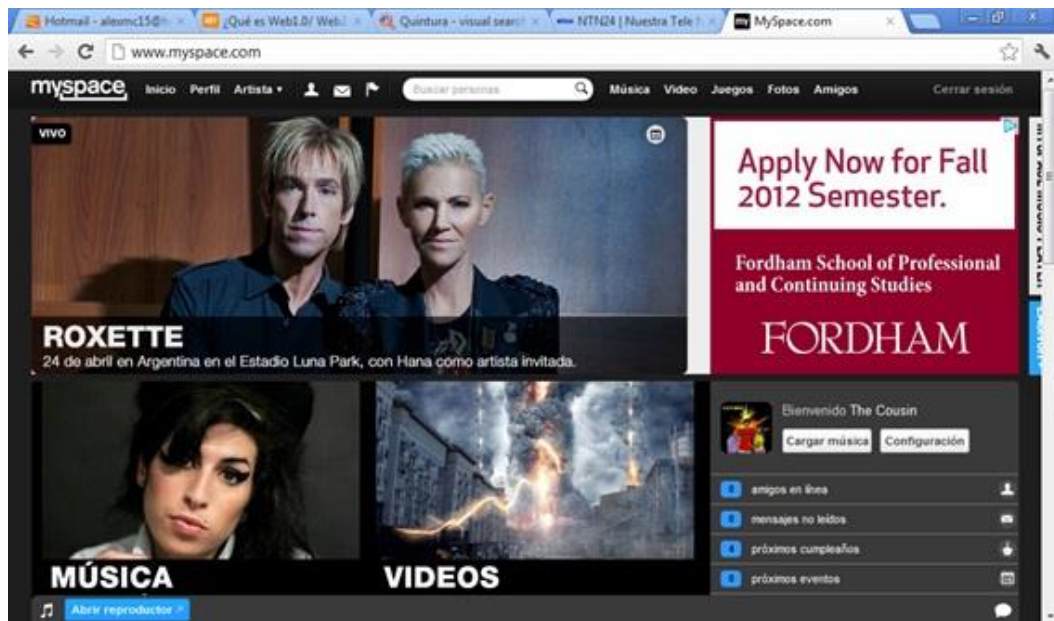 Hotmail - alexmc15@
¿Qué es Web1.0/ Web2
Quintura - visual search
NTN24 | Nuestra Tele
MySpace.com
www.myspace.com
myspace Inicio Perfil Artista Buscar personas Música Video Juegos Fotos Amigos Cerrar sesión
VIVO
ROXETTE
24 de abril en Argentina en el Estadio Luna Park, con Hana como artista invitada.
Apply Now for Fall
2012 Semester.
Fordham School of Professional
and Continuing Studies
FORDHAM
MÚSICA
VIDEOS
Bienvenido The Cousin
Cargar música Configuración
amigos en línea
mensajes no leídos
próximos cumpleaños
próximos eventos
Abrir reproductor